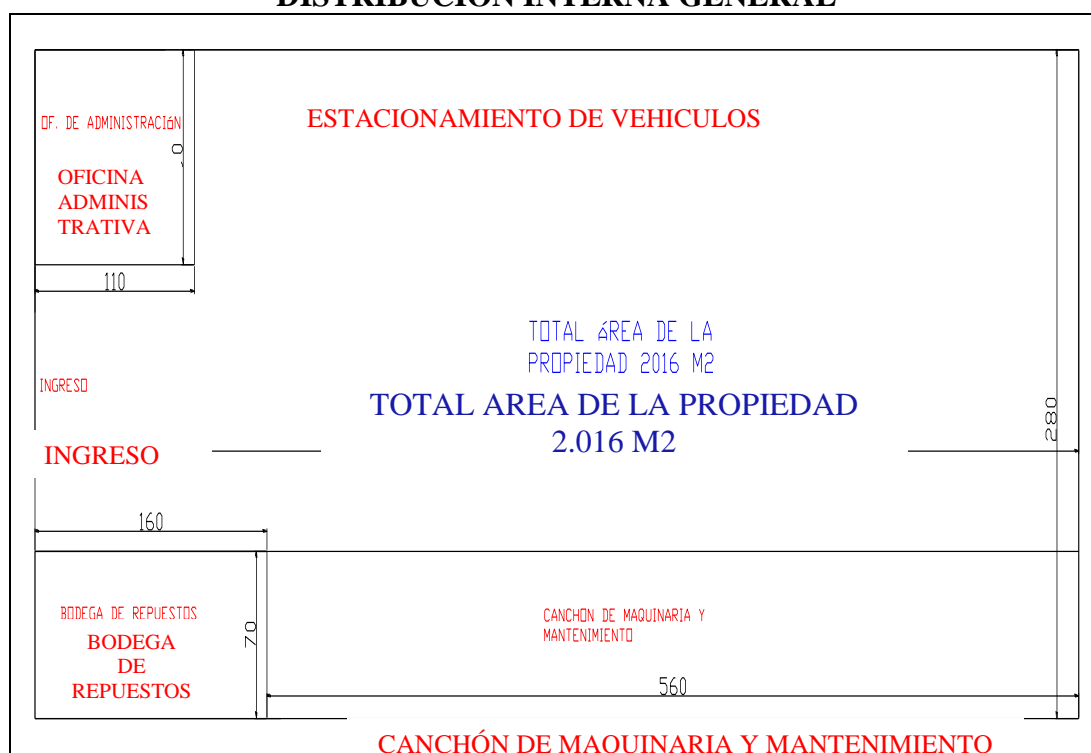 DISTRIBUCION INTERNA GENERAL
OF. DE ADMINISTRACIóN
ESTACIONAMIENTO DE VEHICULOS
0
OFICINA
ADMINIS
TRATIVA
110
TOTAL áREA DE LA
PROPIEDAD 2016 M2
INGRESO
TOTAL AREA DE LA PROPIEDAD
2.016 M2
280
INGRESO
160
BODEGA DE REPUESTOS
70
BODEGA
DE
REPUESTOS
CANCHON DE MAQUINARIA Y
MANTENIMIENTO
560
CANCHÓN DE MAQUINARIA Y MANTENIMIENTO